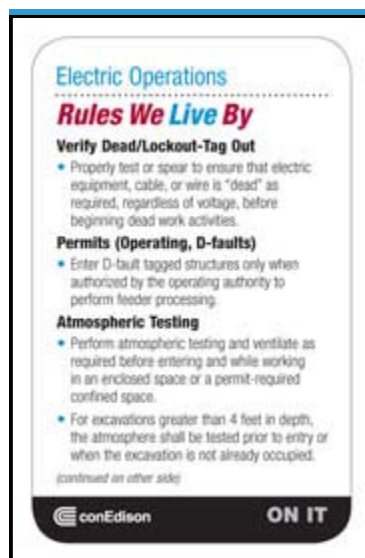 Electric Operations
Rules We Live By
Verify Dead/Lockout-Tag Out
• Properly test or spear to ensure that electric
equipment, cable, or wire is "dead" as
required, regardless of voltage, before
beginning dead work activities.
Permits (Operating, D-faults)
• Enter D-fault tagged structures only when
authorized by the operating authority to
perform feeder processing.
Atmospheric Testing
• Perform atmospheric testing and ventilate as
required before entering and while working
in an enclosed space or a permit-required
confined space.
• For excavations greater than 4 feet in depth,
the atmosphere shall be tested prior to entry or
when the excavation is not already occupied.
(continued on other side)
conEdison ON IT